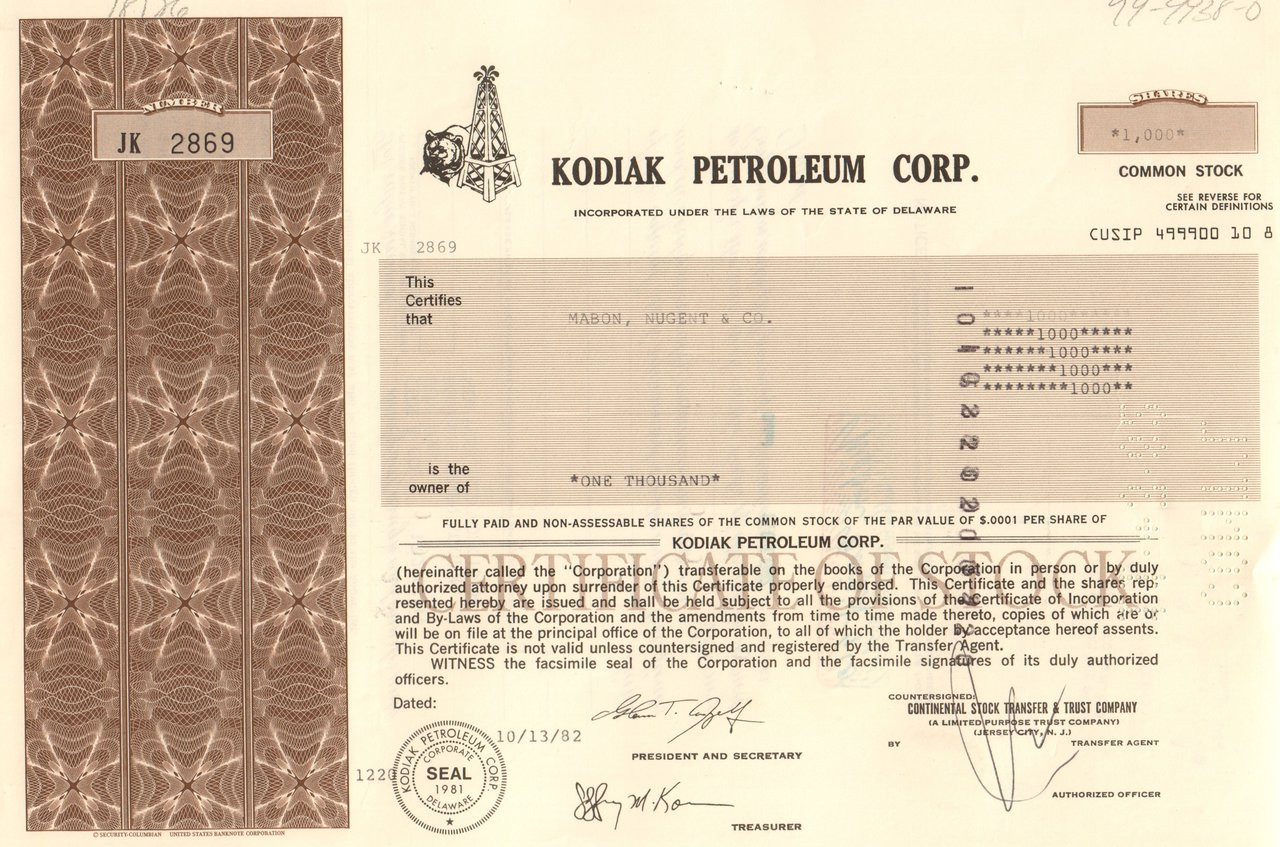 18126
99-9938-0
NUMBER
JK 2869
SHARES
*1,000*
KODIAK PETROLEUM CORP.
INCORPORATED UNDER THE LAWS OF THE STATE OF DELAWARE
COMMON STOCK
SEE REVERSE FOR
CERTAIN DEFINITIONS
CUSIP 499900 10 8
JK 2869
This
Certifies
that
MABON, NUGENT & CO.
****1000*****
*****1000******
******1000****
*******1000***
********1000**
is the
owner of
*ONE THOUSAND*
FULLY PAID AND NON-ASSESSABLE SHARES OF THE COMMON STOCK OF THE PAR VALUE OF $.0001 PER SHARE OF
KODIAK PETROLEUM CORP.
CERTIFICATE OF STOCK
(hereinafter called the "Corporation") transferable on the books of the Corporation in person or by duly
authorized attorney upon surrender of this Certificate properly endorsed. This Certificate and the shares rep-
resented hereby are issued and shall be held subject to all the provisions of the Certificate of Incorporation
and By-Laws of the Corporation and the amendments from time to time made thereto, copies of which are or
will be on file at the principal office of the Corporation, to all of which the holder by acceptance hereof assents.
This Certificate is not valid unless countersigned and registered by the Transfer Agent.
WITNESS the facsimile seal of the Corporation and the facsimile signatures of its duly authorized
officers.
Dated:
10/13/82
1220
KODIAK PETROLEUM CORP.
CORPORATE
SEAL
1981
DELAWARE
PRESIDENT AND SECRETARY
TREASURER
COUNTERSIGNED:
CONTINENTAL STOCK TRANSFER & TRUST COMPANY
(A LIMITED PURPOSE TRUST COMPANY)
(JERSEY CITY, N. J.)
BY
TRANSFER AGENT
AUTHORIZED OFFICER
© SECURITY-COLUMBIAN UNITED STATES BANKNOTE CORPORATION